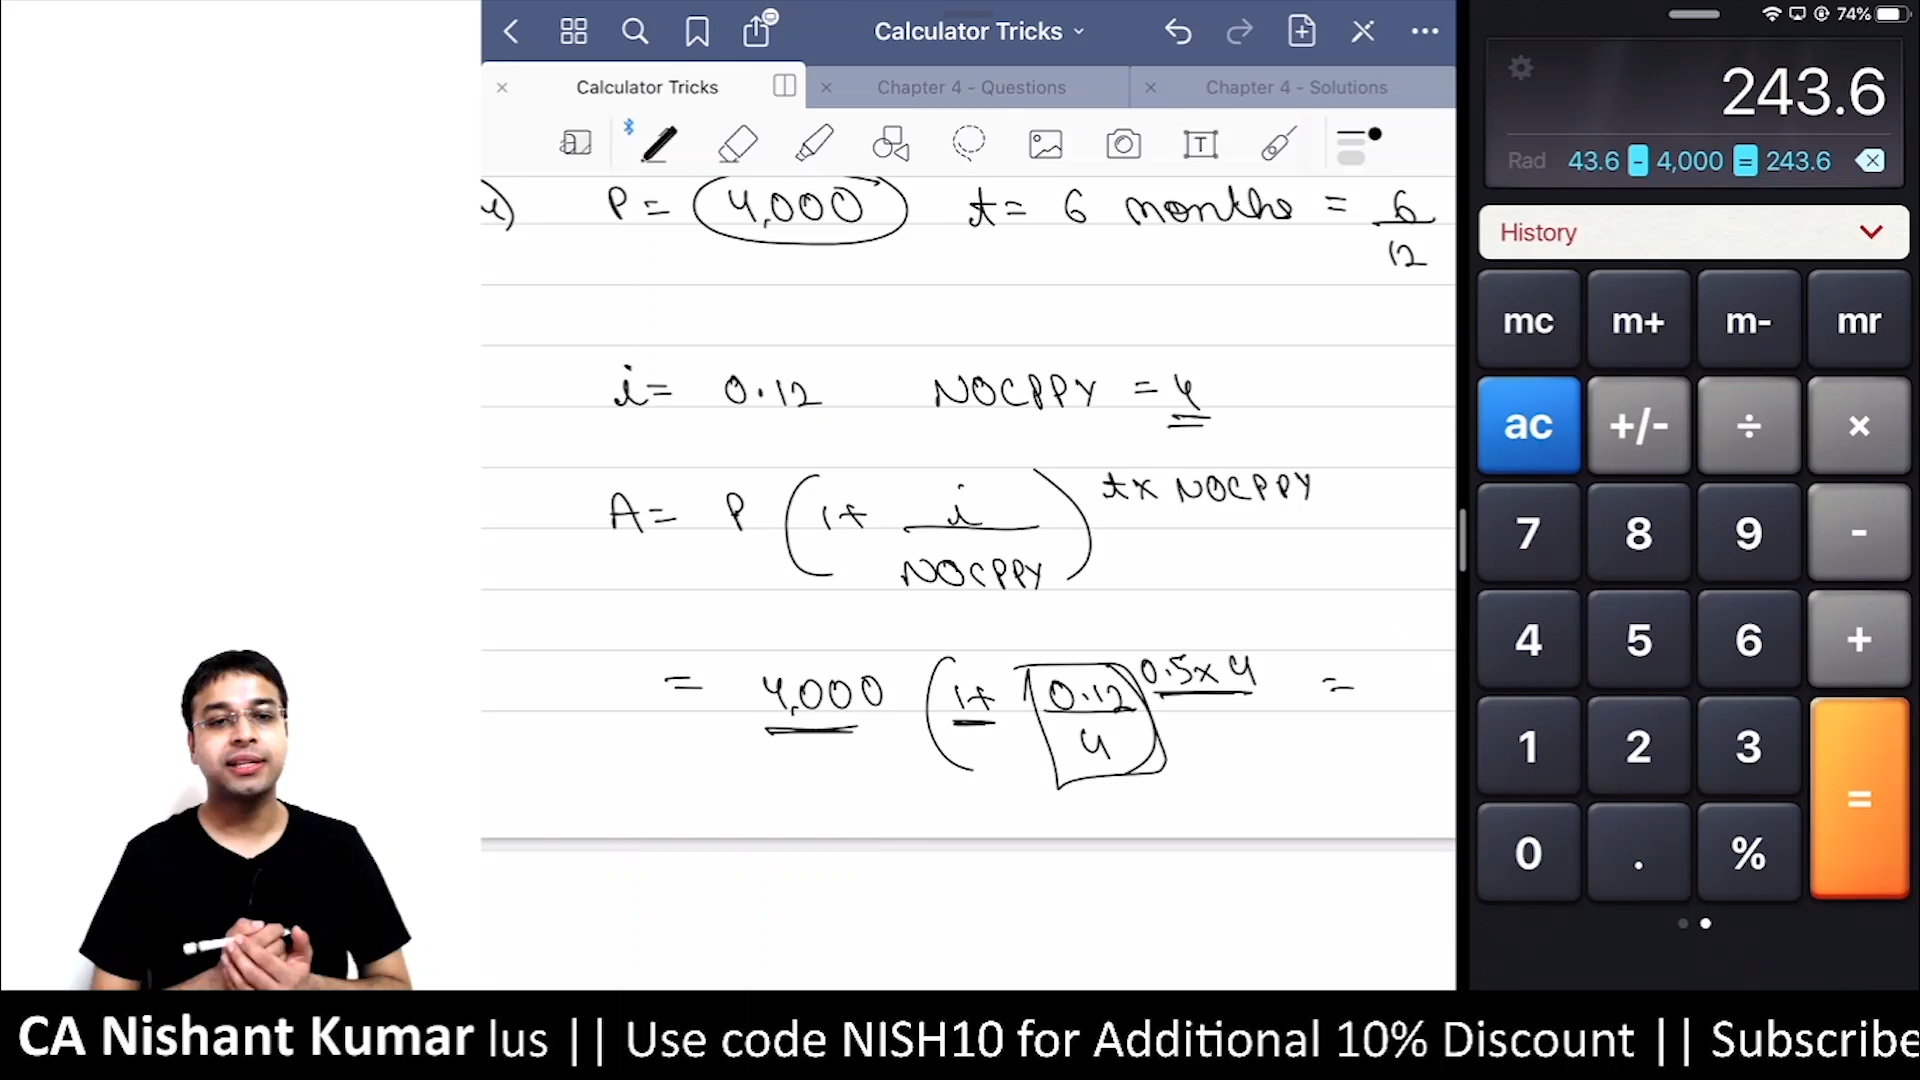 Calculator Tricks
74%
Calculator Tricks
Chapter 4 - Questions
Chapter 4 - Solutions
243.6
Rad 43.6 - 4,000 = 243.6
History
P = 4,000 t = 6 months = 6/12
i = 0.12 NOCPPY = 4
A = P (1+ i/NOCPPY) t x NOCPPY
= 4,000 (1+ 0.12/4) 0.5 x 4 =
mc m+ m- mr
ac +/- ÷ ×
7 8 9 -
4 5 6 +
1 2 3 =
0 . %
CA Nishant Kumar lus || Use code NISH10 for Additional 10% Discount || Subscribe